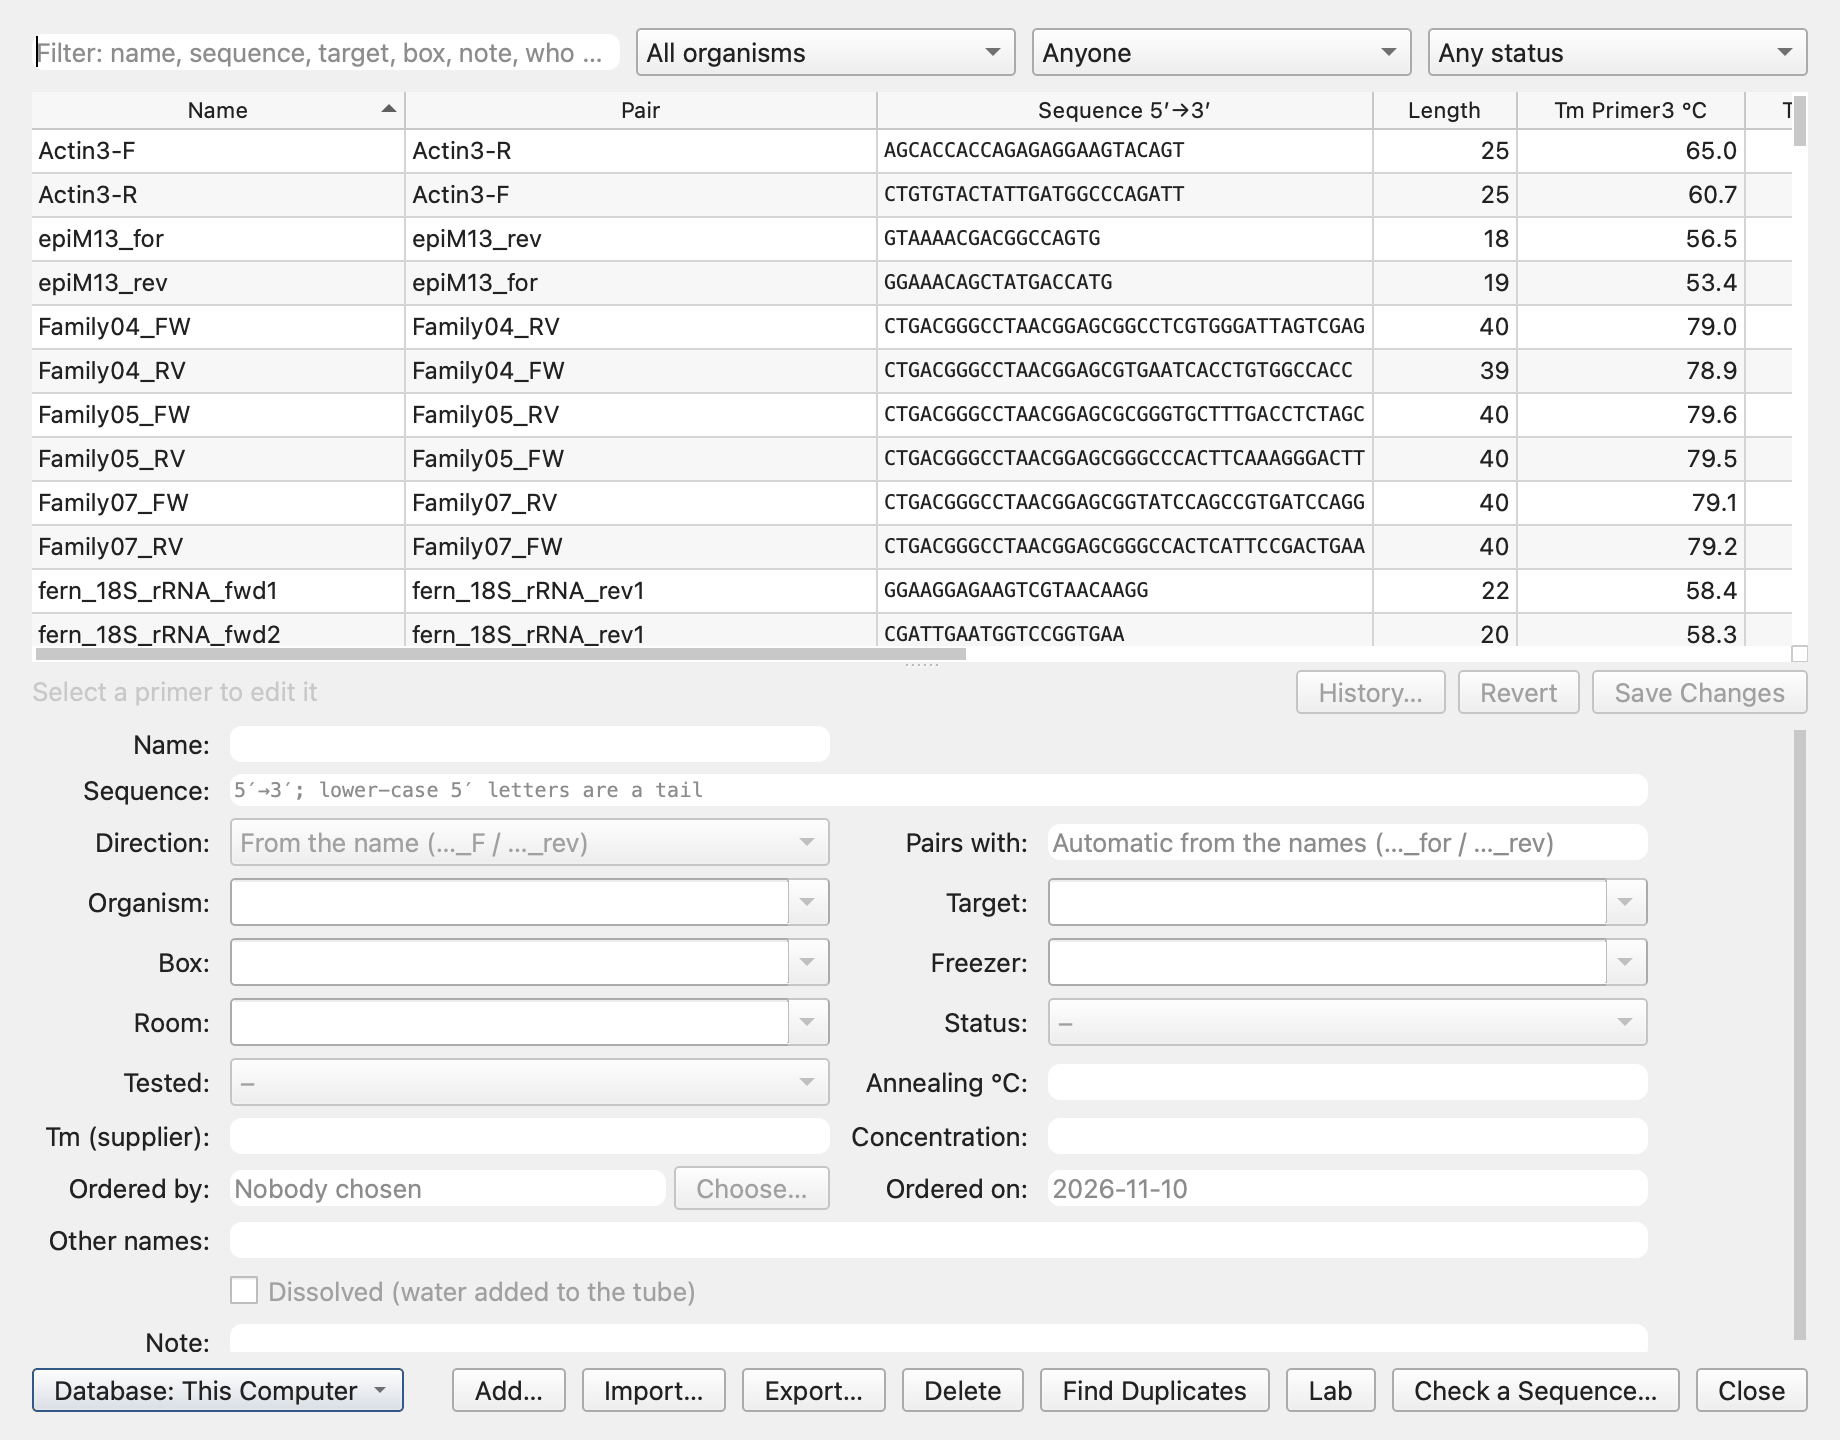 Filter: name, sequence, target, box, note, who ... All organisms Anyone Any status
Name Pair Sequence 5′→3′ Length Tm Primer3 °C T
Actin3-F Actin3-R AGCACCACCAGAGAGGAAGTACAGT 25 65.0
Actin3-R Actin3-F CTGTGTACTATTGATGGCCCAGATT 25 60.7
epiM13_for epiM13_rev GTAAAACGACGGCCAGTG 18 56.5
epiM13_rev epiM13_for GGAAACAGCTATGACCATG 19 53.4
Family04_FW Family04_RV CTGACGGGCCTAACGGAGCGGCCTCGTGGGATTAGTCGAG 40 79.0
Family04_RV Family04_FW CTGACGGGCCTAACGGAGCGTGAATCACCTGTGGCCACC 39 78.9
Family05_FW Family05_RV CTGACGGGCCTAACGGAGCGCGGGTGCTTTGACCTCTAGC 40 79.6
Family05_RV Family05_FW CTGACGGGCCTAACGGAGCGGGCCCACTTCAAAGGGACTT 40 79.5
Family07_FW Family07_RV CTGACGGGCCTAACGGAGCGGTATCCAGCCGTGATCCAGG 40 79.1
Family07_RV Family07_FW CTGACGGGCCTAACGGAGCGGGCCACTCATTCCGACTGAA 40 79.2
fern_18S_rRNA_fwd1 fern_18S_rRNA_rev1 GGAAGGAGAAGTCGTAACAAGG 22 58.4
fern_18S_rRNA_fwd2 fern_18S_rRNA_rev1 CGATTGAATGGTCCGGTGAA 20 58.3
Select a primer to edit it History... Revert Save Changes
Name:
Sequence: 5′→3′; lower-case 5′ letters are a tail
Direction: From the name (..._F / ..._rev) Pairs with: Automatic from the names (..._for / ..._rev)
Organism: Target:
Box: Freezer:
Room: Status: –
Tested: – Annealing °C:
Tm (supplier): Concentration:
Ordered by: Nobody chosen Choose... Ordered on: 2026-11-10
Other names:
Dissolved (water added to the tube)
Note:
Database: This Computer Add... Import... Export... Delete Find Duplicates Lab Check a Sequence... Close